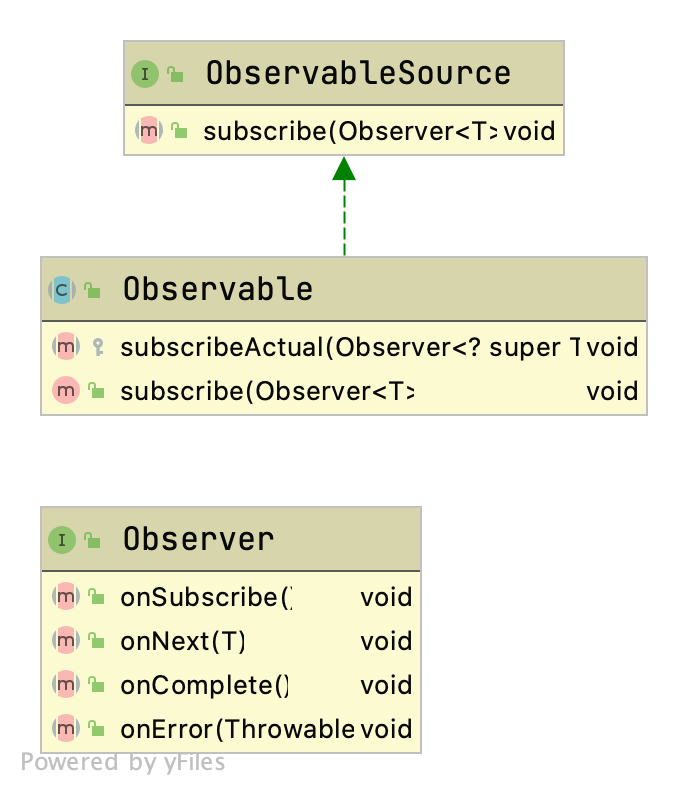 I ObservableSource
m subscribe(Observer<T> void
C Observable
m subscribeActual(Observer<? super T void
m subscribe(Observer<T> void
I Observer
m onSubscribe() void
m onNext(T) void
m onComplete() void
m onError(Throwable void
Powered by yFiles